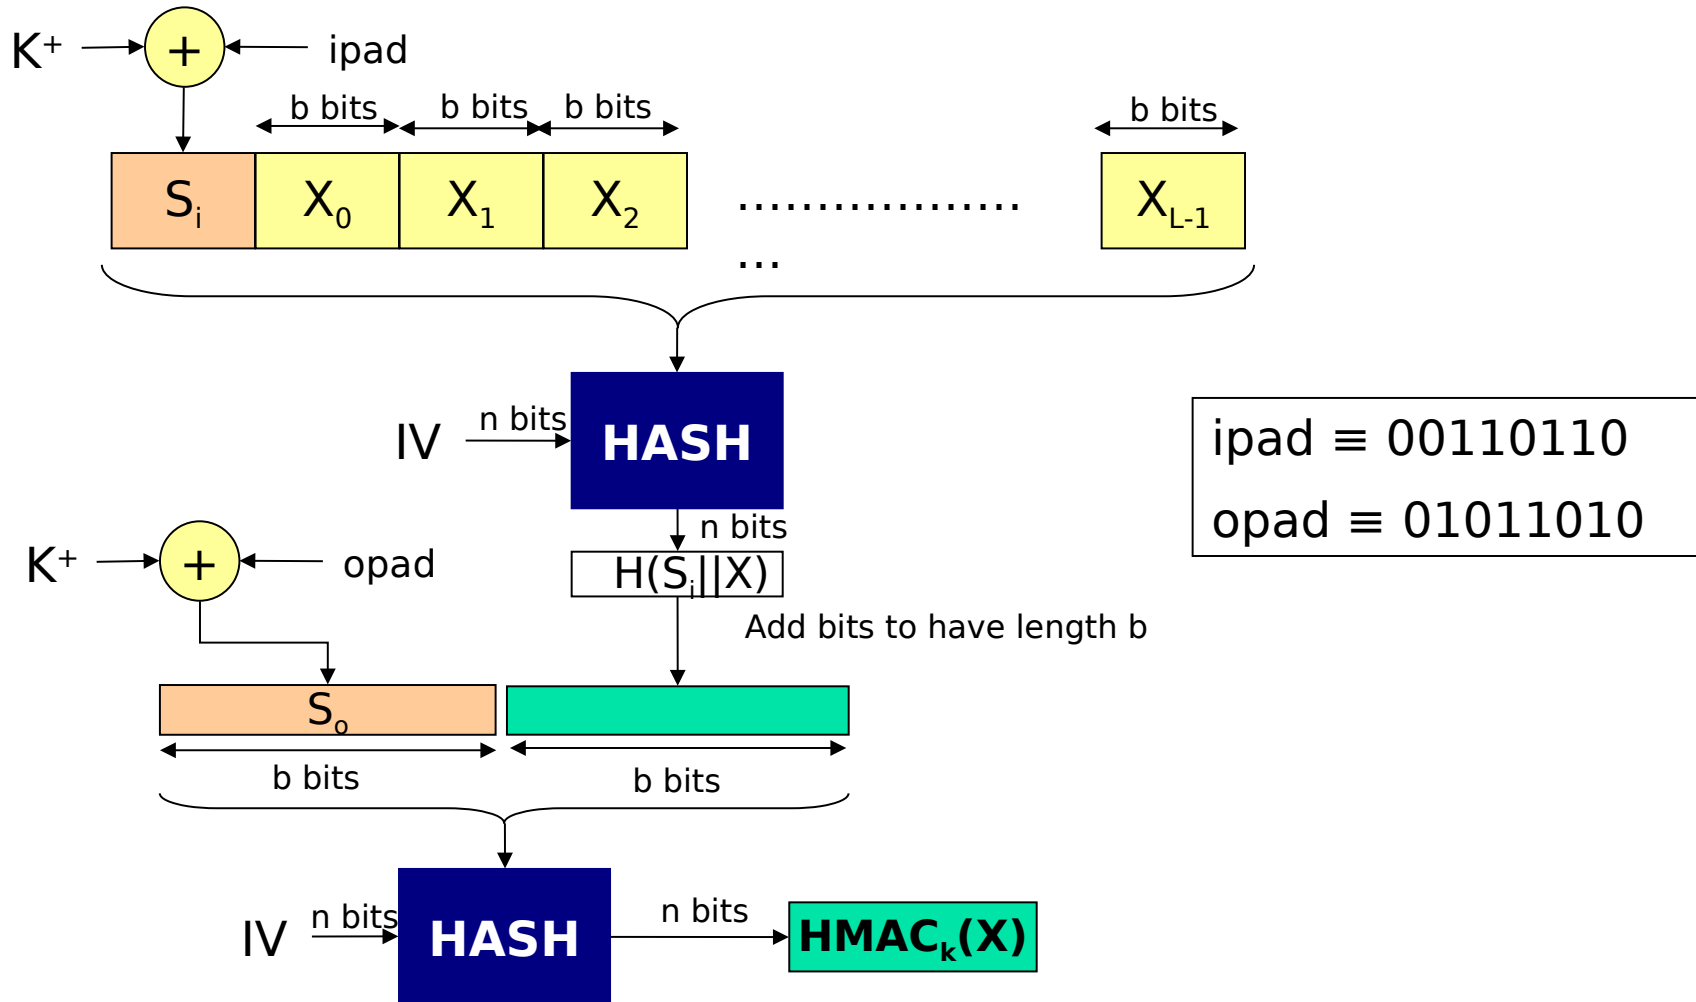 K+ + ipad
b bits b bits b bits b bits
Si X0 X1 X2 .................. XL-1
...
IV n bits HASH
ipad ≡ 00110110
opad ≡ 01011010
n bits
K+ + opad
H(Si||X)
Add bits to have length b
So
b bits b bits
IV n bits HASH n bits HMACk(X)